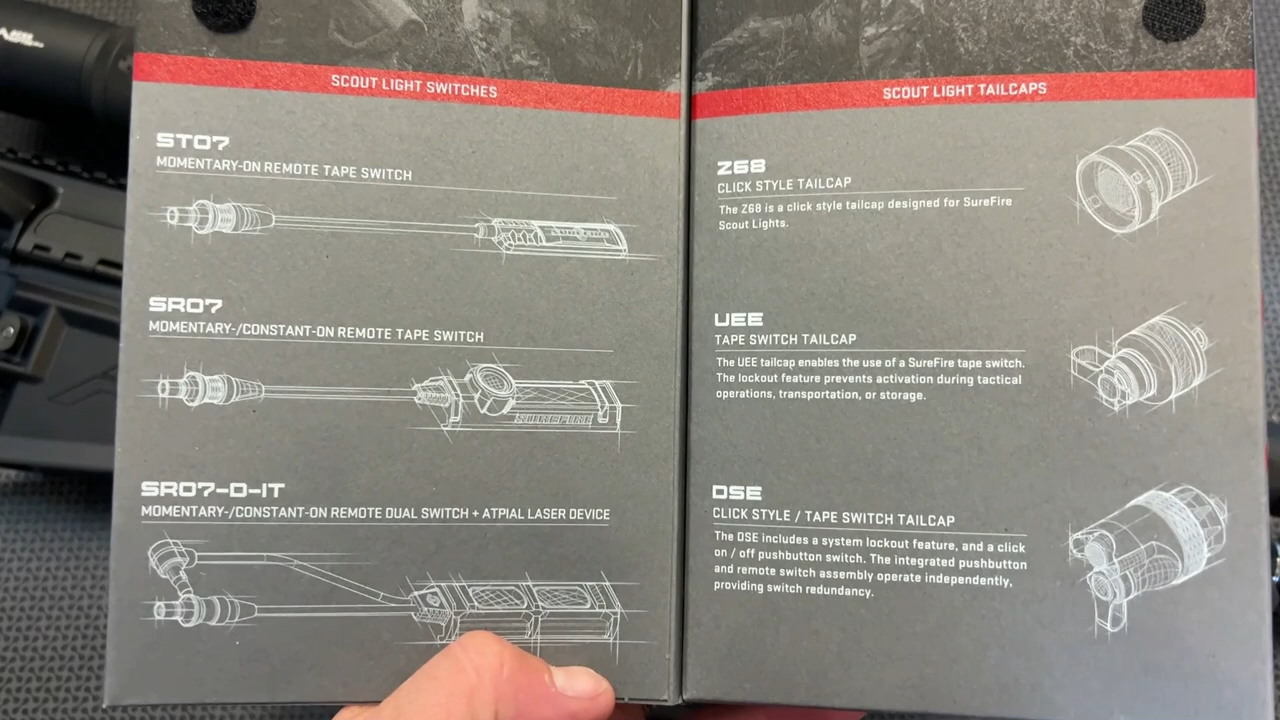 SCOUT LIGHT SWITCHES
ST07
MOMENTARY-ON REMOTE TAPE SWITCH
SR07
MOMENTARY-/CONSTANT-ON REMOTE TAPE SWITCH
SUREFIRE
SR07-D-IT
MOMENTARY-/CONSTANT-ON REMOTE DUAL SWITCH + ATPIAL LASER DEVICE
SCOUT LIGHT TAILCAPS
Z68
CLICK STYLE TAILCAP
The Z68 is a click style tailcap designed for SureFire
Scout Lights.
UEE
TAPE SWITCH TAILCAP
The UEE tailcap enables the use of a SureFire tape switch.
The lockout feature prevents activation during tactical
operations, transportation, or storage.
DSE
CLICK STYLE / TAPE SWITCH TAILCAP
The DSE includes a system lockout feature, and a click
on / off pushbutton switch. The integrated pushbutton
and remote switch assembly operate independently,
providing switch redundancy.